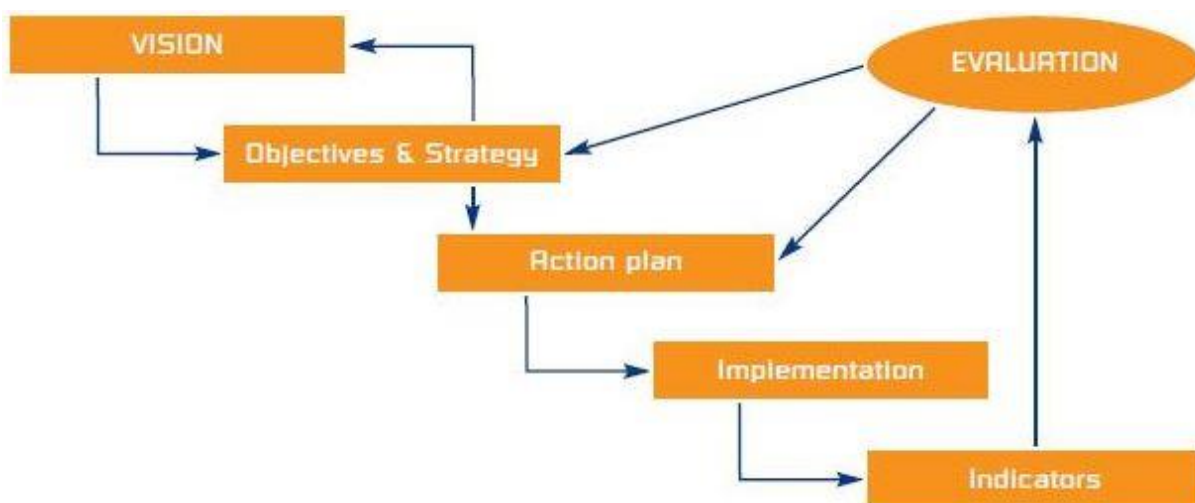 VISION
EVALUATION
Objectives & Strategy
Action plan
Implementation
Indicators